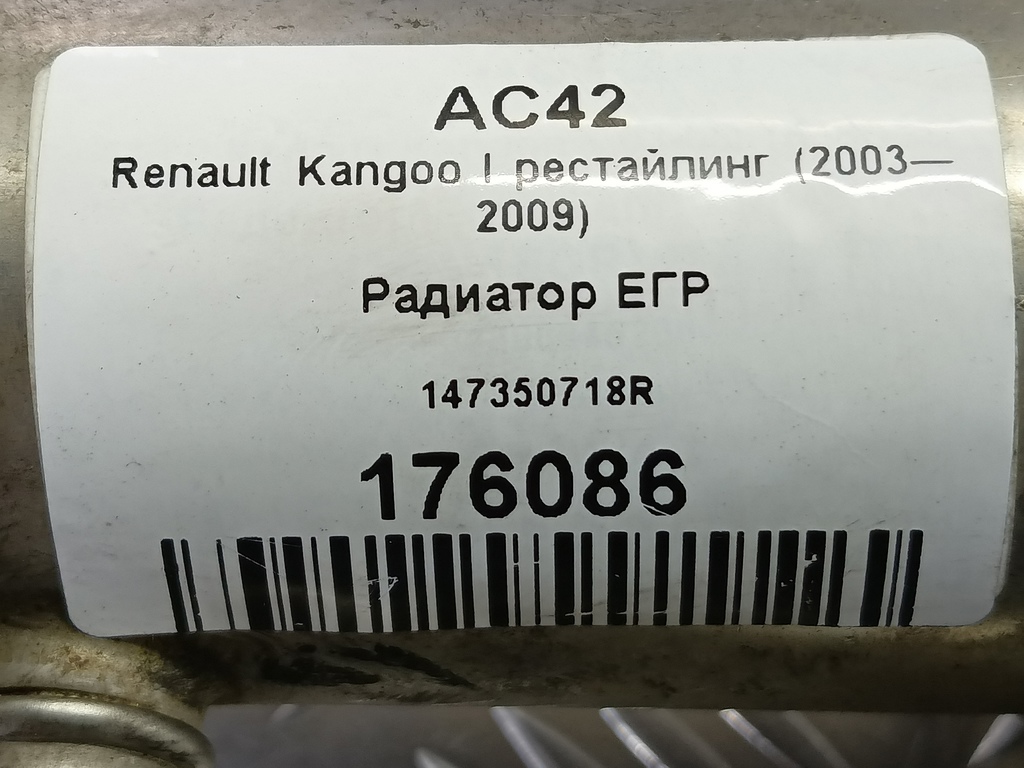 AC42
Renault Kangoo I рестайлинг (2003—
2009)
Радиатор ЕГР
147350718R
176086